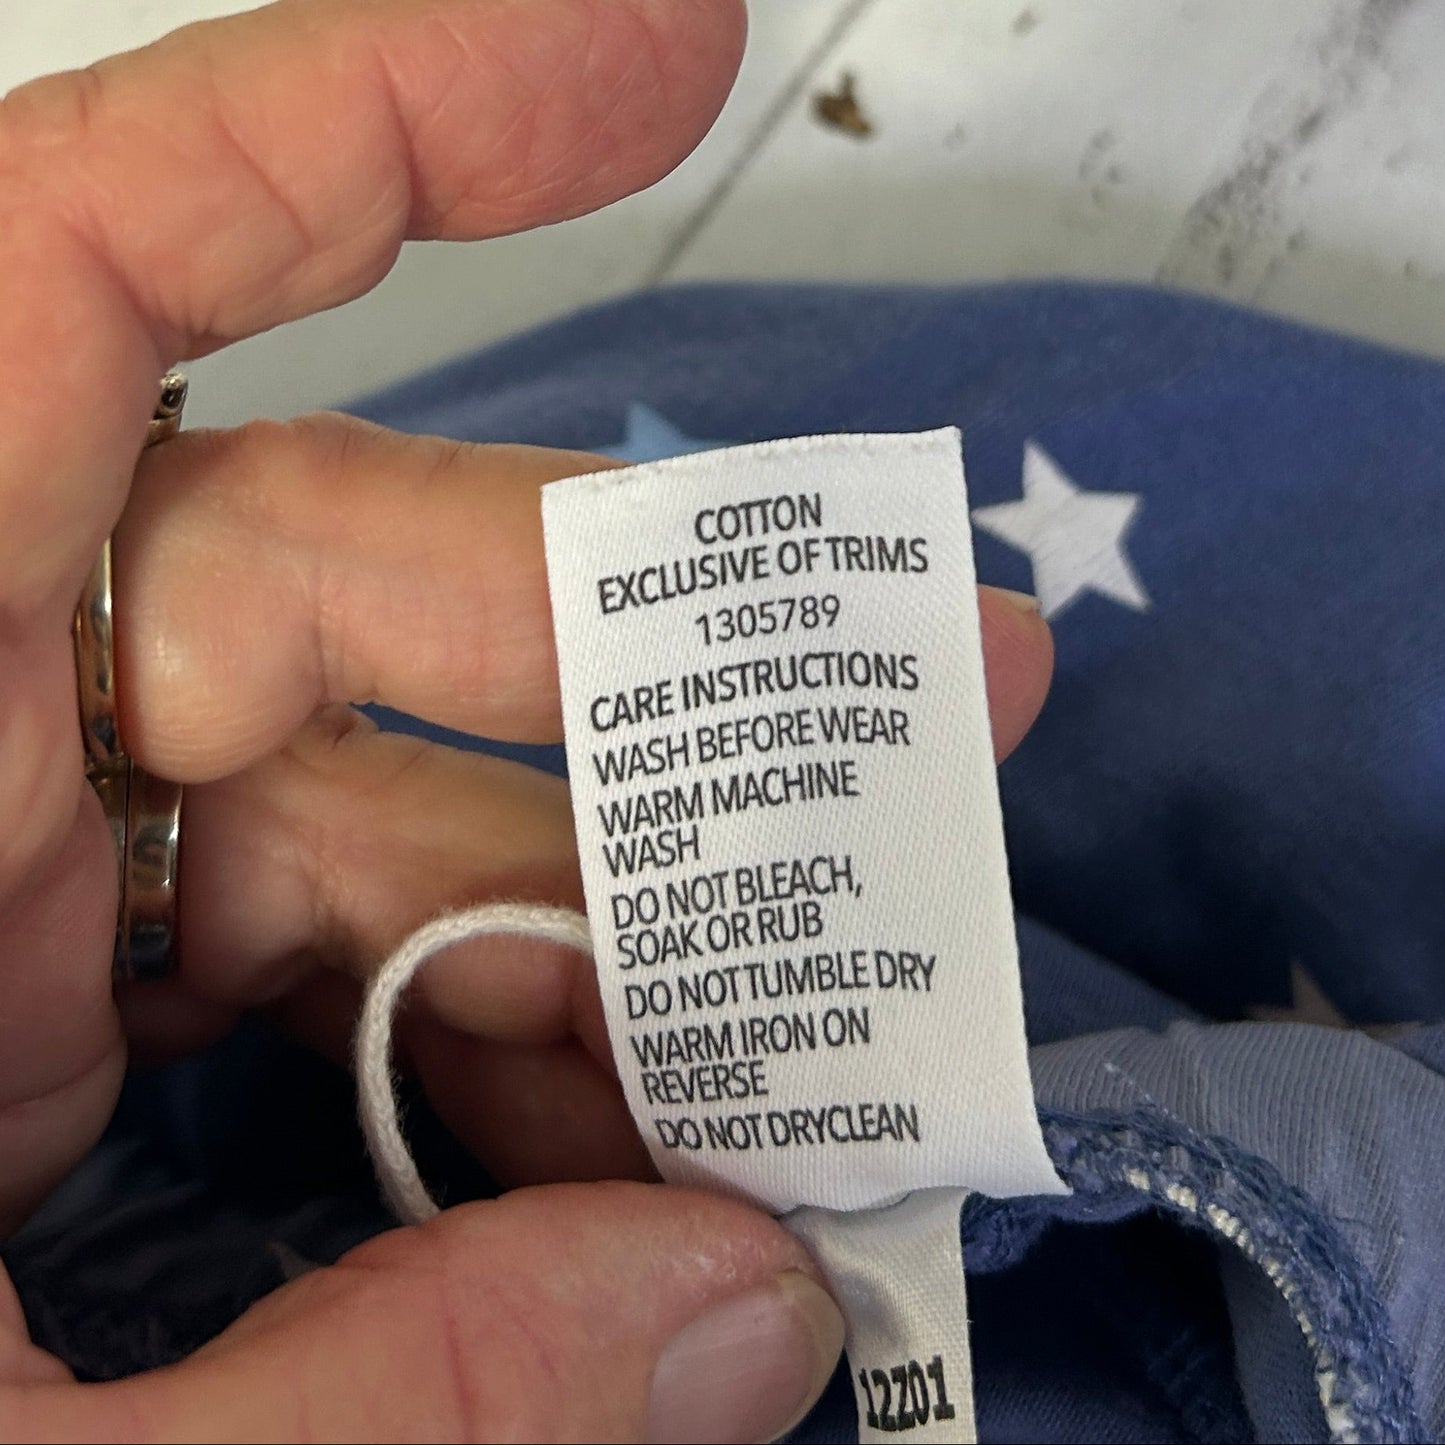 COTTON
EXCLUSIVE OF TRIMS
1305789
CARE INSTRUCTIONS
WASH BEFORE WEAR
WARM MACHINE
WASH
DO NOT BLEACH,
SOAK OR RUB
DO NOT TUMBLE DRY
WARM IRON ON
REVERSE
DO NOT DRYCLEAN
12Z01